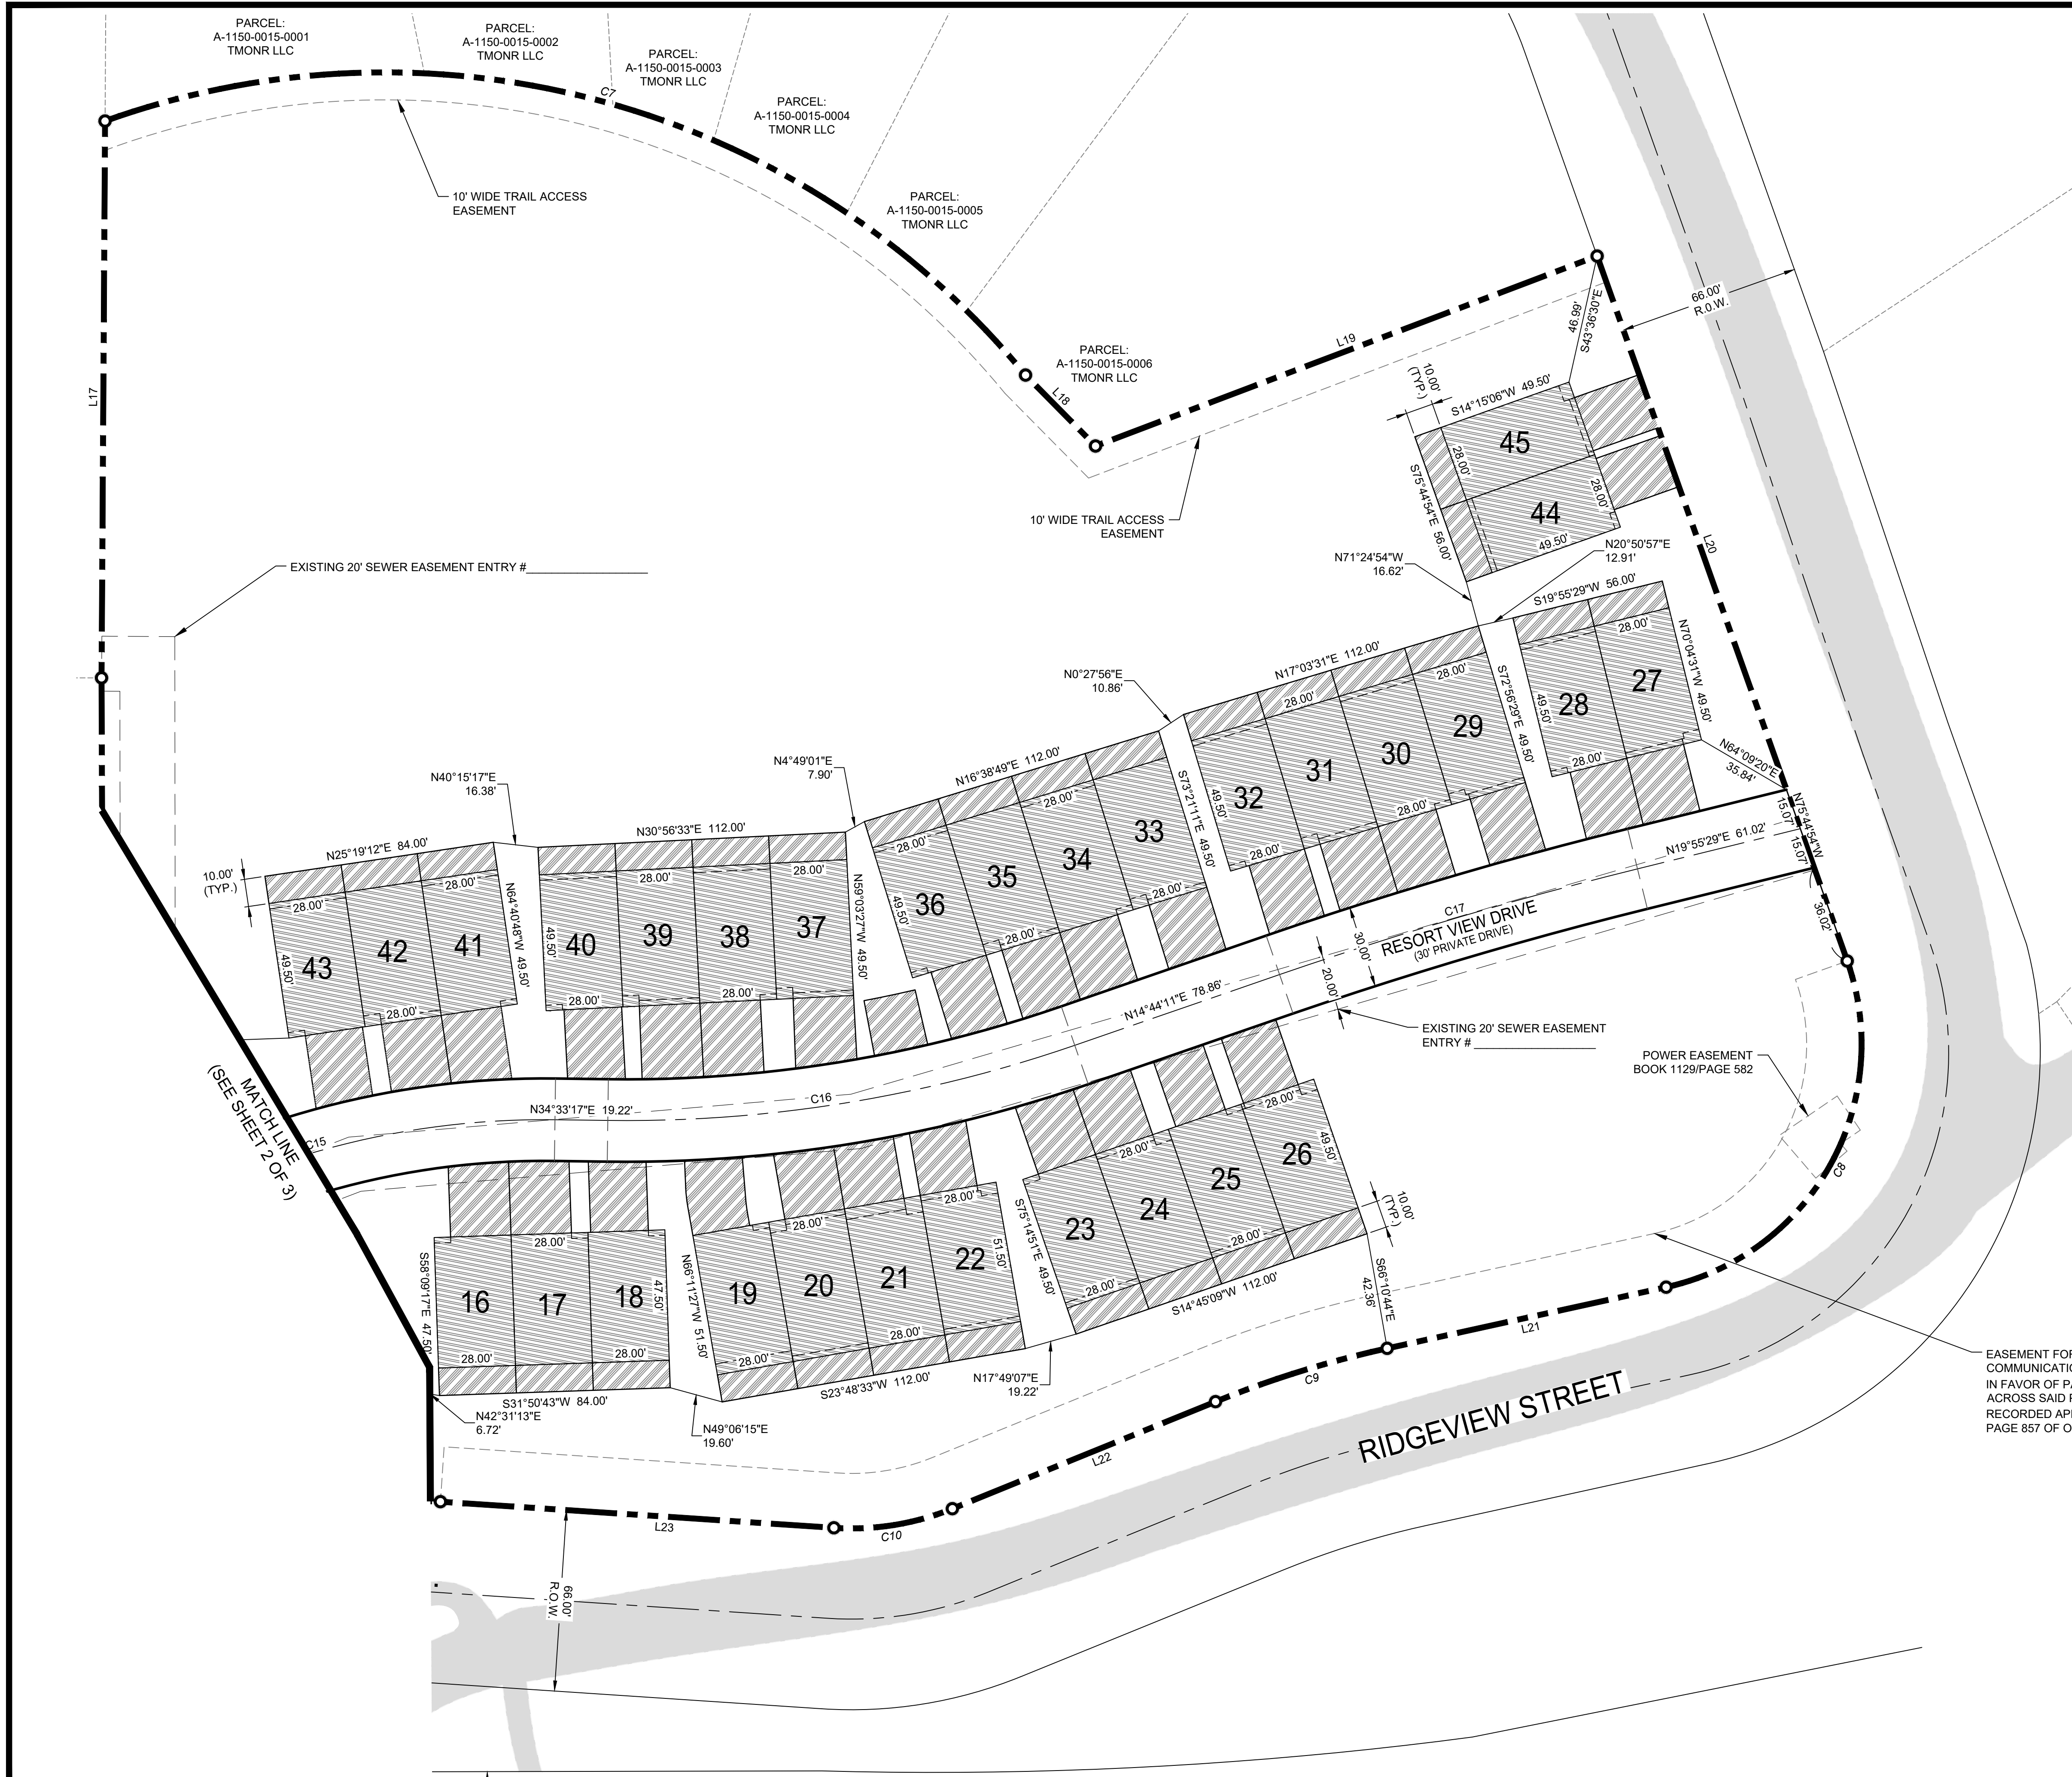 PARCEL:
A-1150-0015-0001
TMONR LLC
PARCEL:
A-1150-0015-0002
TMONR LLC
PARCEL:
A-1150-0015-0003
TMONR LLC
PARCEL:
A-1150-0015-0004
TMONR LLC
PARCEL:
A-1150-0015-0005
TMONR LLC
PARCEL:
A-1150-0015-0006
TMONR LLC
C7
10' WIDE TRAIL ACCESS
EASEMENT
L17
L18
L19
66.00'
R.O.W.
46.99'
S43°36'30"E
10.00'
(TYP.)
S14°15'06"W 49.50'
45
28.00'
S75°44'54"E 56.00'
28.00'
44
49.50'
10' WIDE TRAIL ACCESS
EASEMENT
L20
N71°24'54"W
16.62'
N20°50'57"E
12.91'
EXISTING 20' SEWER EASEMENT ENTRY #
S19°55'29"W 56.00'
28.00'
N70°04'31"W 49.50'
27
28
49.50'
28.00'
N64°09'20"E
35.84'
N75°44'54"W
15.07'
15.07'
36.02'
N19°55'29"E 61.02'
N17°03'31"E 112.00'
28.00'
28.00'
S72°56'29"E 49.50'
29
30
31
32
49.50'
28.00'
28.00'
N0°27'56"E
10.86'
N16°38'49"E 112.00'
28.00'
28.00'
S73°21'11"E 49.50'
33
34
35
36
49.50'
28.00'
28.00'
N4°49'01"E
7.90'
N30°56'33"E 112.00'
28.00'
28.00'
N59°03'27"W 49.50'
37
38
39
40
49.50'
28.00'
28.00'
N40°15'17"E
16.38'
N25°19'12"E 84.00'
10.00'
(TYP.)
28.00'
28.00'
N64°40'48"W 49.50'
41
42
43
49.50'
28.00'
MATCH LINE
(SEE SHEET 2 OF 3)
C15
N34°33'17"E 19.22'
C16
N14°44'11"E 78.86'
C17
RESORT VIEW DRIVE
(30' PRIVATE DRIVE)
30.00'
20.00'
EXISTING 20' SEWER EASEMENT
ENTRY #
POWER EASEMENT
BOOK 1129/PAGE 582
C8
S58°09'17"E 47.50'
16
17
18
28.00'
47.50'
28.00'
28.00'
S31°50'43"W 84.00'
N42°31'13"E
6.72'
N66°11'27"W 51.50'
19
20
21
22
28.00'
28.00'
51.50'
28.00'
28.00'
S23°48'33"W 112.00'
N49°06'15"E
19.60'
S75°14'51"E 49.50'
23
24
25
26
28.00'
28.00'
49.50'
28.00'
28.00'
S14°45'09"W 112.00'
N17°49'07"E
19.22'
10.00'
(TYP.)
S66°10'44"E
42.36'
L21
C9
L22
C10
L23
66.00'
R.O.W.
RIDGEVIEW STREET
EASEMENT FOR
COMMUNICATIO
IN FAVOR OF PA
ACROSS SAID
RECORDED AP
PAGE 857 OF O